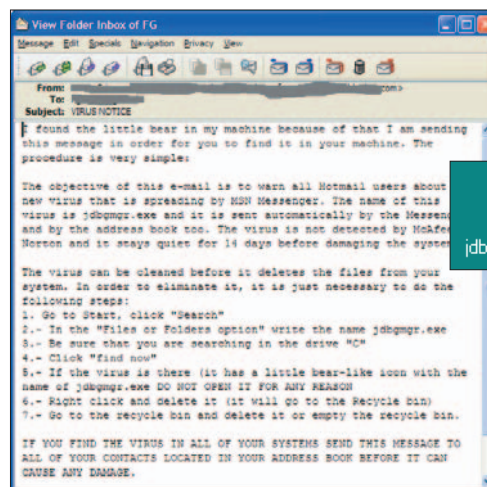 View Folder Inbox of FG
Message Edit Specials Navigation Privacy View
From:
To:
Subject: VIRUS NOTICE
I found the little bear in my machine because of that I am sending
this message in order for you to find it in your machine. The
procedure is very simple:
The objective of this e-mail is to warn all Hotmail users about
new virus that is spreading by MSN Messenger. The name of this
virus is jdbgmgr.exe and it is sent automatically by the Messeng
and by the address book too. The virus is not detected by McAfee
Norton and it stays quiet for 14 days before damaging the system
jdb
The virus can be cleaned before it deletes the files from your
system. In order to eliminate it, it is just necessary to do the
following steps:
1. Go to Start, click "Search"
2.- In the "Files or Folders option" write the name jdbgmgr.exe
3.- Be sure that you are searching in the drive "C"
4.- Click "find now"
5.- If the virus is there (it has a little bear-like icon with the
name of jdbgmgr.exe DO NOT OPEN IT FOR ANY REASON
6.- Right click and delete it (it will go to the Recycle bin)
7.- Go to the recycle bin and delete it or empty the recycle bin.
IF YOU FIND THE VIRUS IN ALL OF YOUR SYSTEMS SEND THIS MESSAGE TO
ALL OF YOUR CONTACTS LOCATED IN YOUR ADDRESS BOOK BEFORE IT CAN
CAUSE ANY DAMAGE.